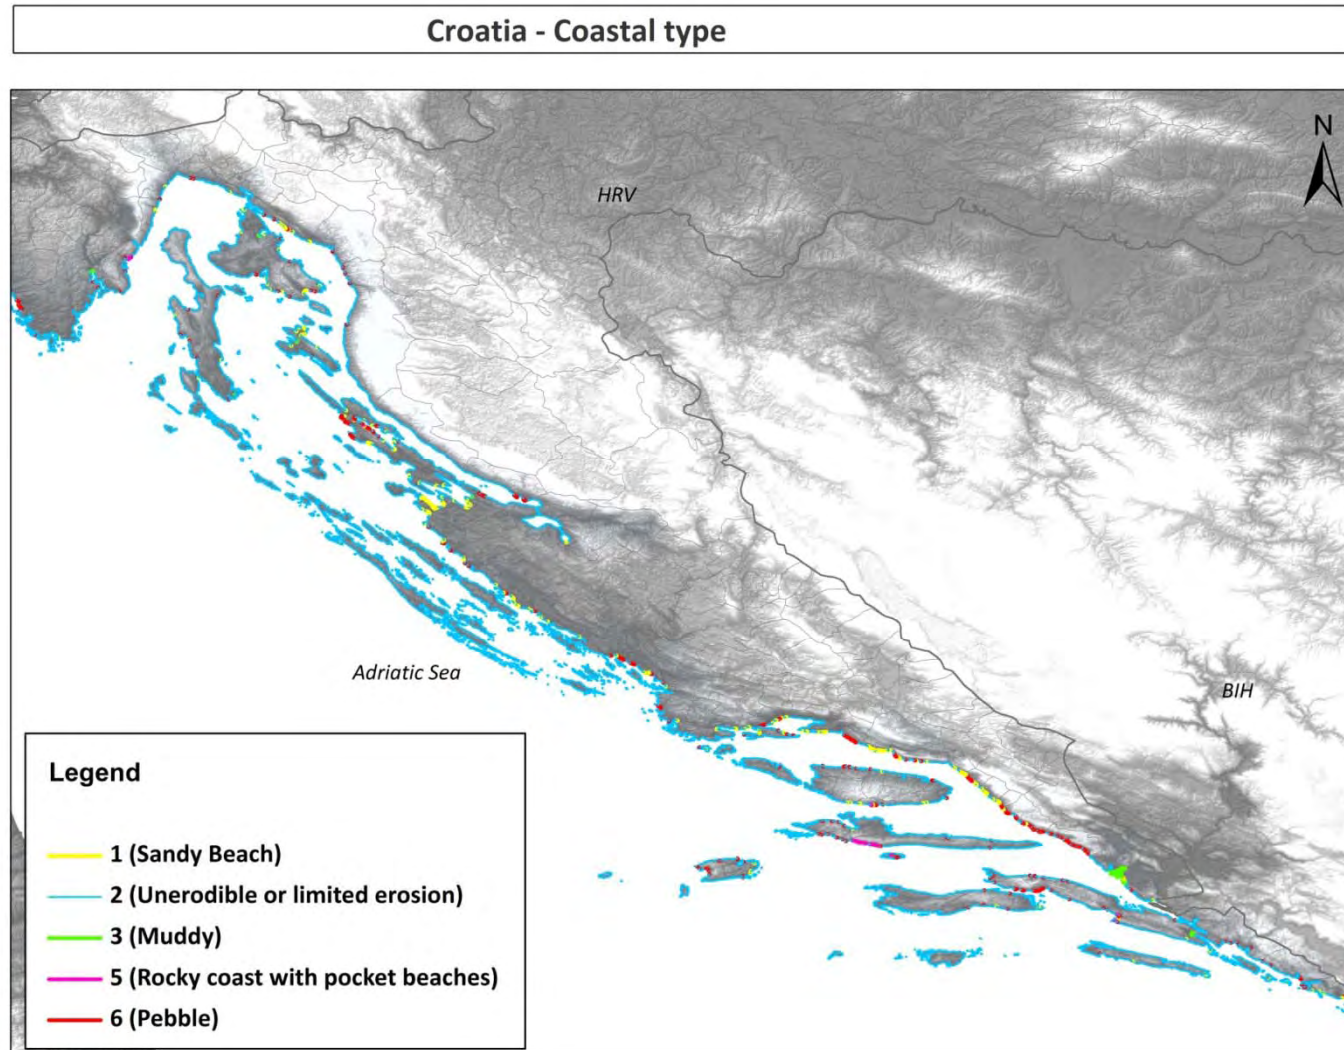 Croatia - Coastal type
N
HRV
Adriatic Sea
BIH
Legend
1 (Sandy Beach)
2 (Unerodible or limited erosion)
3 (Muddy)
5 (Rocky coast with pocket beaches)
6 (Pebble)